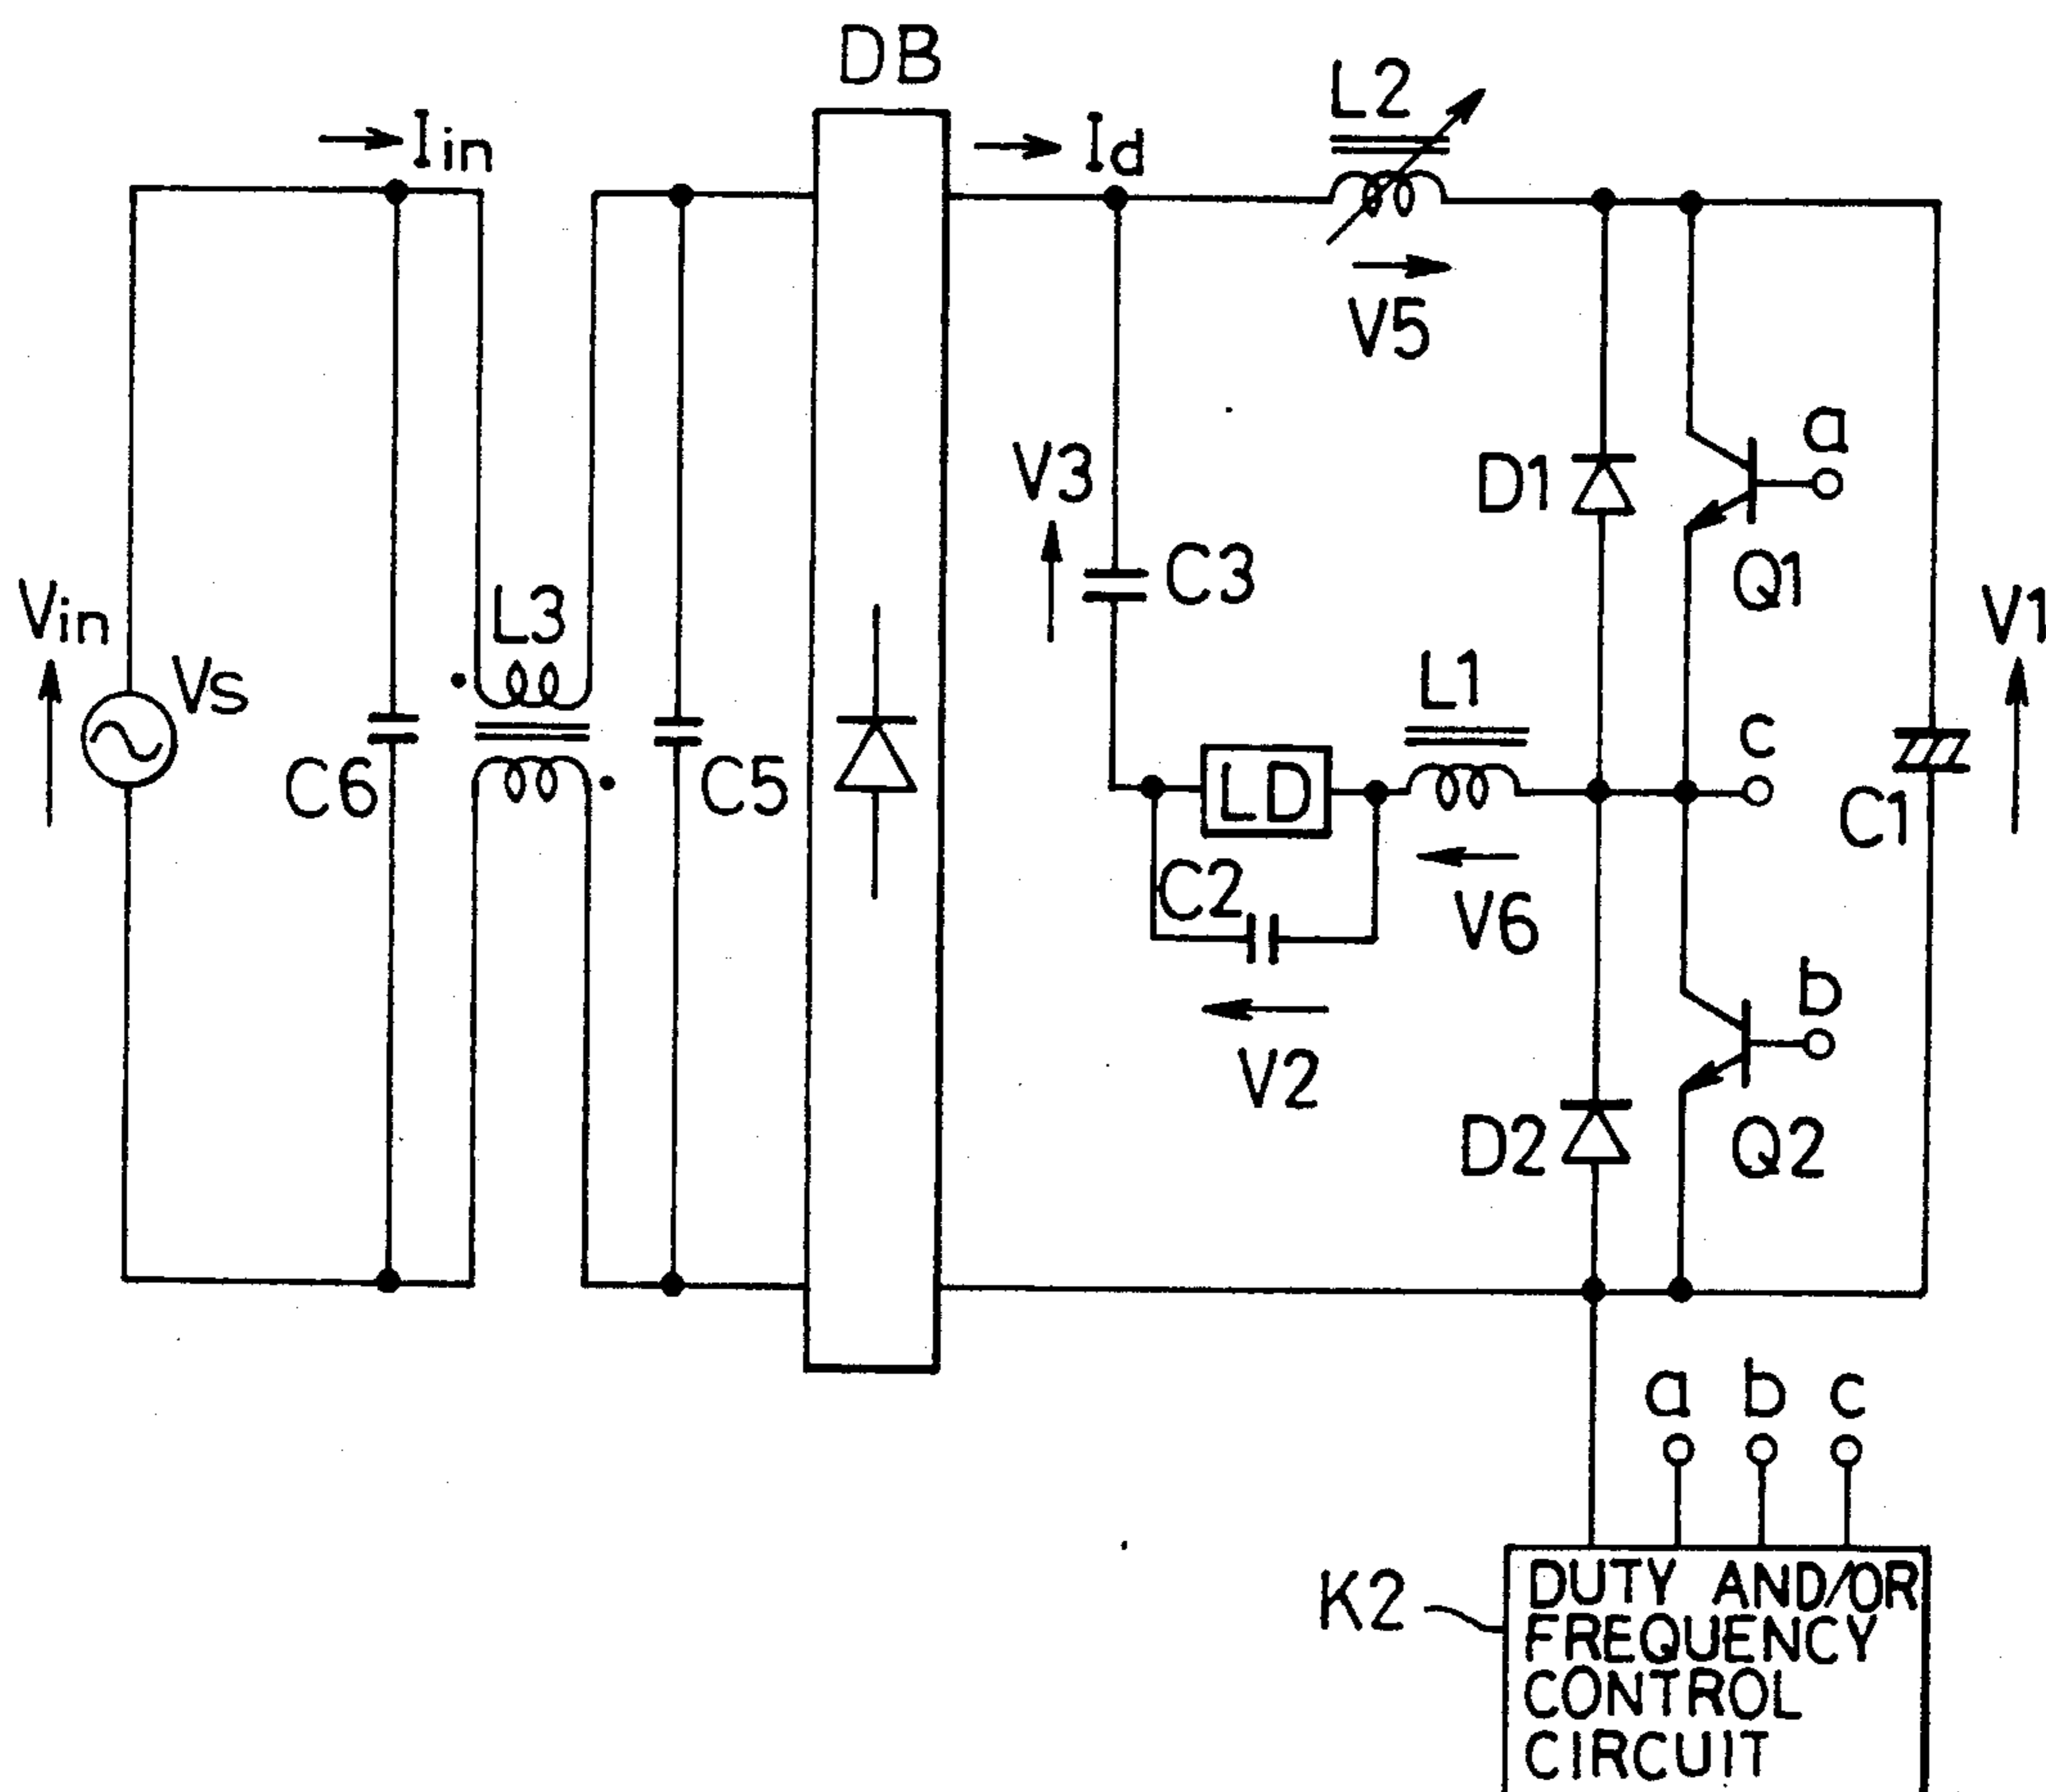 DB
L2
Iin
Id
V5
a
V3
D1
C3
Q1
Vin
L3
V1
Vs
L1
c
C6
C5
LD
C1
C2
V6
b
V2
D2
Q2
a b c
K2
DUTY AND/OR
FREQUENCY
CONTROL
CIRCUIT